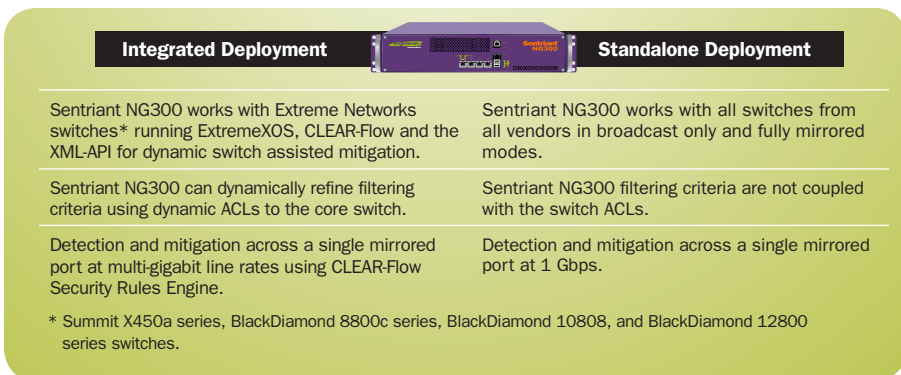 Integrated Deployment
Sentriant
NG300
Standalone Deployment
Sentriant NG300 works with Extreme Networks
switches* running ExtremeXOS, CLEAR-Flow and the
XML-API for dynamic switch assisted mitigation.
Sentriant NG300 works with all switches from
all vendors in broadcast only and fully mirrored
modes.
Sentriant NG300 can dynamically refine filtering
criteria using dynamic ACLs to the core switch.
Sentriant NG300 filtering criteria are not coupled
with the switch ACLs.
Detection and mitigation across a single mirrored
port at multi-gigabit line rates using CLEAR-Flow
Security Rules Engine.
Detection and mitigation across a single mirrored
port at 1 Gbps.
* Summit X450a series, BlackDiamond 8800c series, BlackDiamond 10808, and BlackDiamond 12800
series switches.